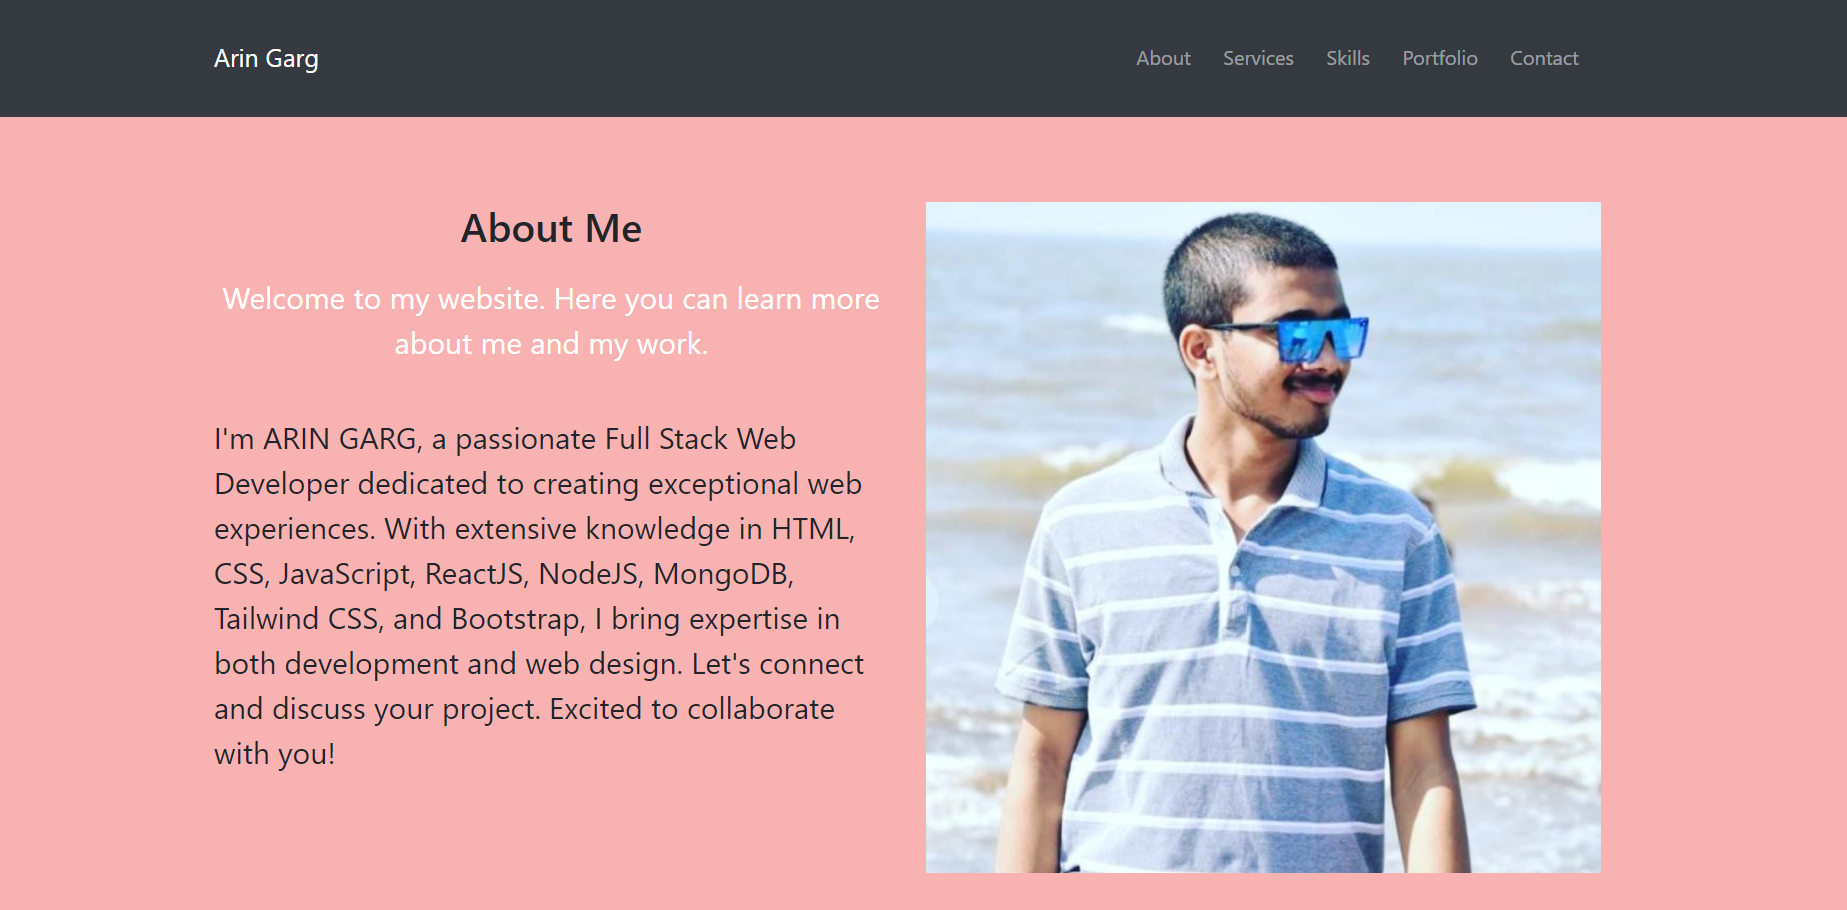 Arin Garg
About Services Skills Portfolio Contact
About Me
Welcome to my website. Here you can learn more
about me and my work.
I'm ARIN GARG, a passionate Full Stack Web
Developer dedicated to creating exceptional web
experiences. With extensive knowledge in HTML,
CSS, JavaScript, ReactJS, NodeJS, MongoDB,
Tailwind CSS, and Bootstrap, I bring expertise in
both development and web design. Let's connect
and discuss your project. Excited to collaborate
with you!